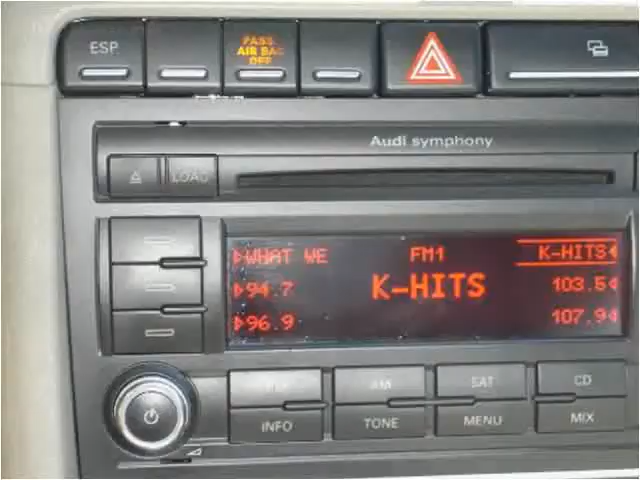 ESP
PASS
AIR BAG
OFF
Audi symphony
LOAD
WHAT WE FM1 K-HITS
94.7 K-HITS 103.5
96.9 107.9
AM SAT CD
INFO TONE MENU MIX